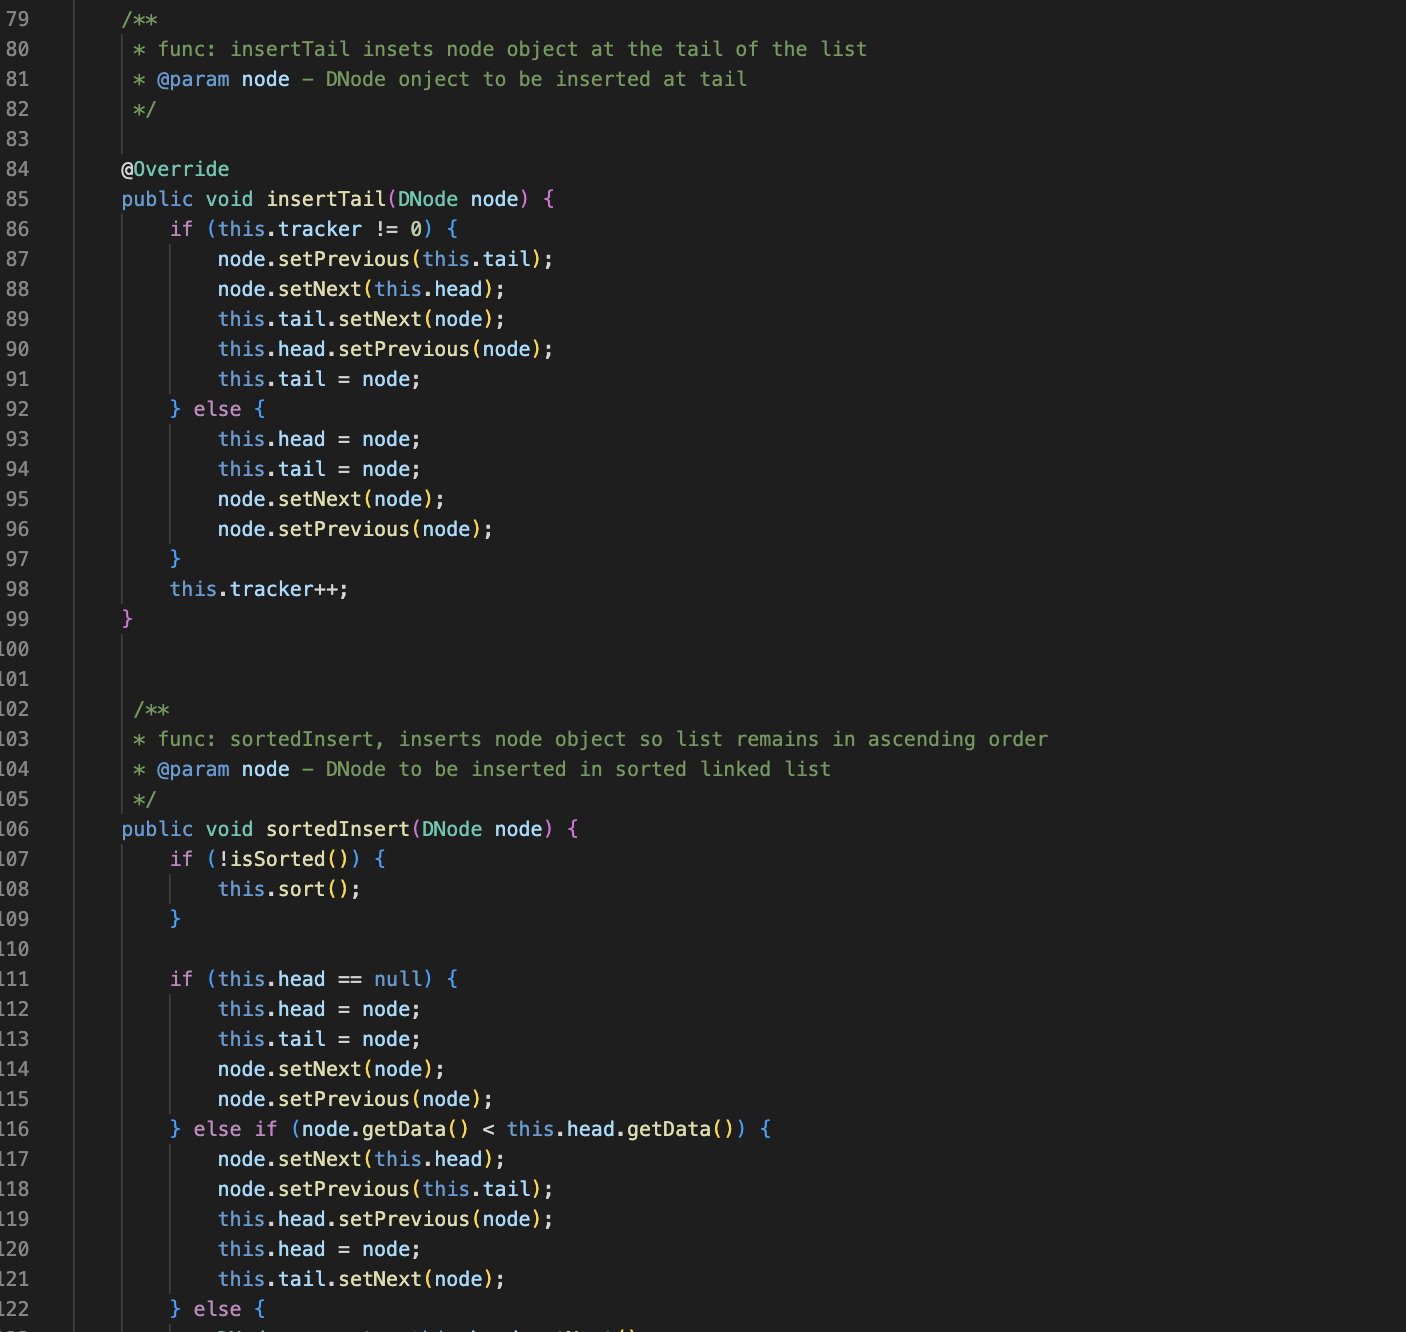 79 /**
80 * func: insertTail insets node object at the tail of the list
81 * @param node – DNode onject to be inserted at tail
82 */
83
84 @Override
85 public void insertTail(DNode node) {
86 if (this.tracker != 0) {
87 node.setPrevious(this.tail);
88 node.setNext(this.head);
89 this.tail.setNext(node);
90 this.head.setPrevious(node);
91 this.tail = node;
92 } else {
93 this.head = node;
94 this.tail = node;
95 node.setNext(node);
96 node.setPrevious(node);
97 }
98 this.tracker++;
99 }
100
101
102 /**
103 * func: sortedInsert, inserts node object so list remains in ascending order
104 * @param node – DNode to be inserted in sorted linked list
105 */
106 public void sortedInsert(DNode node) {
107 if (!isSorted()) {
108 this.sort();
109 }
110
111 if (this.head == null) {
112 this.head = node;
113 this.tail = node;
114 node.setNext(node);
115 node.setPrevious(node);
116 } else if (node.getData() < this.head.getData()) {
117 node.setNext(this.head);
118 node.setPrevious(this.tail);
119 this.head.setPrevious(node);
120 this.head = node;
121 this.tail.setNext(node);
122 } else {